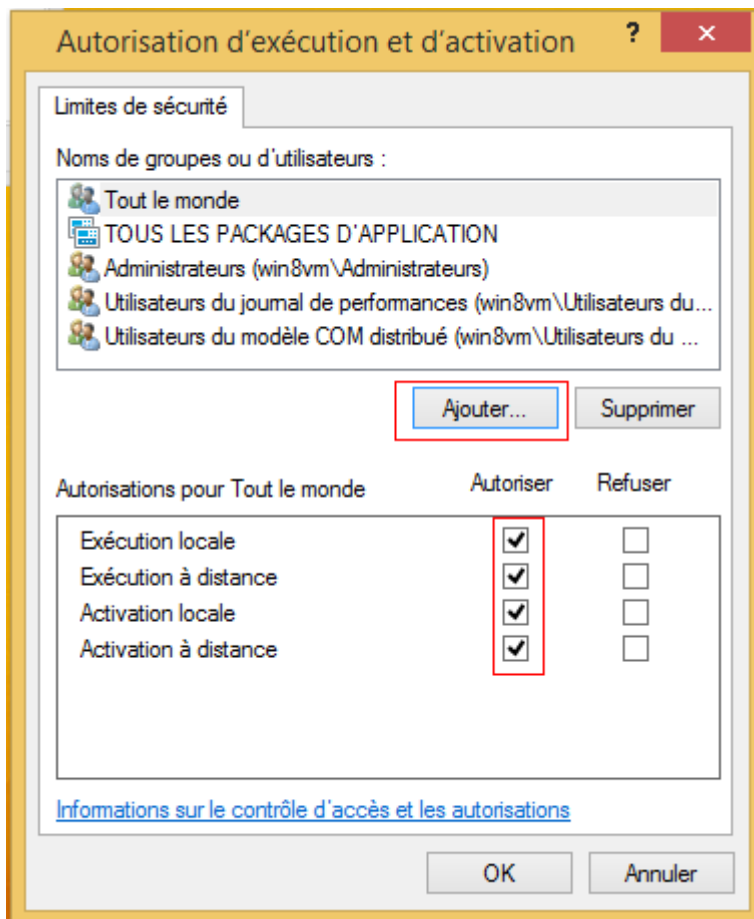 Autorisation d'exécution et d'activation ? ×
Limites de sécurité
Noms de groupes ou d'utilisateurs :
Tout le monde
TOUS LES PACKAGES D'APPLICATION
Administrateurs (win8vm\Administrateurs)
Utilisateurs du journal de performances (win8vm\Utilisateurs du...
Utilisateurs du modèle COM distribué (win8vm\Utilisateurs du ...
Ajouter... Supprimer
Autorisations pour Tout le monde Autoriser Refuser
Exécution locale
Exécution à distance
Activation locale
Activation à distance
Informations sur le contrôle d'accès et les autorisations
OK Annuler